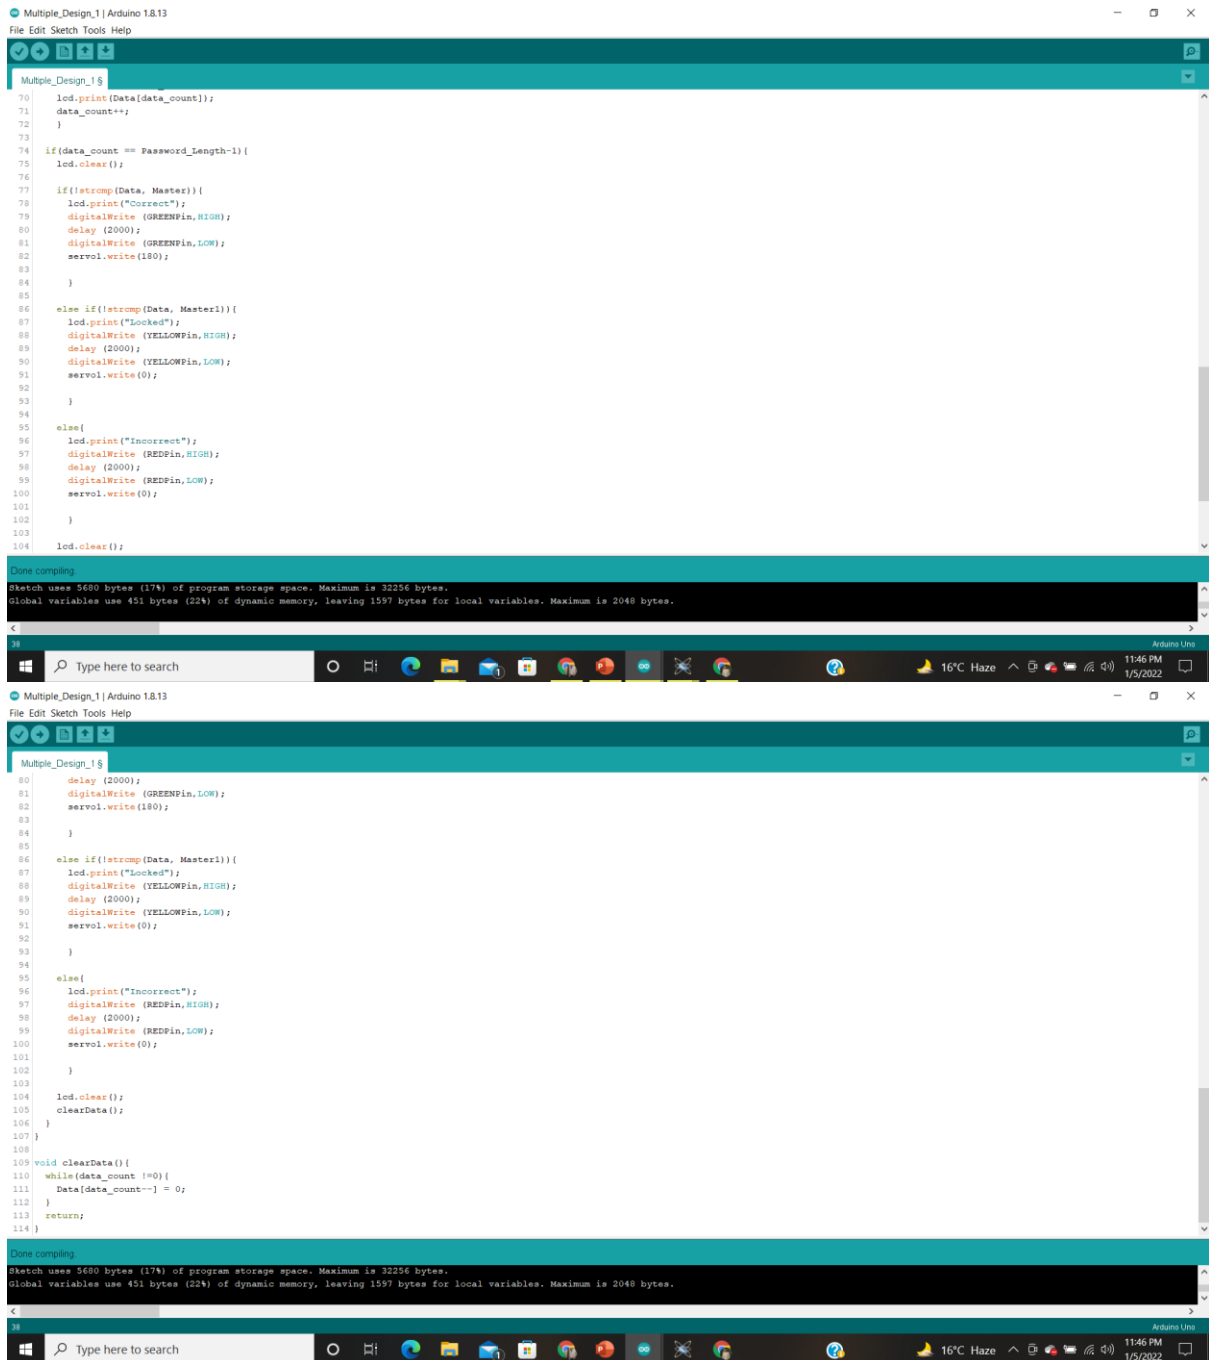 Multiple_Design_1 | Arduino 1.8.13
File Edit Sketch Tools Help
Multiple_Design_1 §
70 lcd.print(Data[data_count]);
71 data_count++;
72 }
73
74 if(data_count == Password_Length-1){
75 lcd.clear();
76
77 if(!strcmp(Data, Master)){
78 lcd.print("Correct");
79 digitalWrite (GREENPin,HIGH);
80 delay (2000);
81 digitalWrite (GREENPin,LOW);
82 servo1.write(180);
83
84 }
85
86 else if(!strcmp(Data, Master1)){
87 lcd.print("Locked");
88 digitalWrite (YELLOWPin,HIGH);
89 delay (2000);
90 digitalWrite (YELLOWPin,LOW);
91 servo1.write(0);
92
93 }
94
95 else{
96 lcd.print("Incorrect");
97 digitalWrite (REDPin,HIGH);
98 delay (2000);
99 digitalWrite (REDPin,LOW);
100 servo1.write(0);
101
102 }
103
104 lcd.clear();
Done compiling.
Sketch uses 5680 bytes (17%) of program storage space. Maximum is 32256 bytes.
Global variables use 451 bytes (22%) of dynamic memory, leaving 1597 bytes for local variables. Maximum is 2048 bytes.
38 Arduino Uno
Type here to search 16°C Haze 11:46 PM
1/5/2022
Multiple_Design_1 | Arduino 1.8.13
File Edit Sketch Tools Help
Multiple_Design_1 §
80 delay (2000);
81 digitalWrite (GREENPin,LOW);
82 servo1.write(180);
83
84 }
85
86 else if(!strcmp(Data, Master1)){
87 lcd.print("Locked");
88 digitalWrite (YELLOWPin,HIGH);
89 delay (2000);
90 digitalWrite (YELLOWPin,LOW);
91 servo1.write(0);
92
93 }
94
95 else{
96 lcd.print("Incorrect");
97 digitalWrite (REDPin,HIGH);
98 delay (2000);
99 digitalWrite (REDPin,LOW);
100 servo1.write(0);
101
102 }
103
104 lcd.clear();
105 clearData();
106 }
107 }
108
109 void clearData(){
110 while(data_count !=0){
111 Data[data_count--] = 0;
112 }
113 return;
114 }
Done compiling.
Sketch uses 5680 bytes (17%) of program storage space. Maximum is 32256 bytes.
Global variables use 451 bytes (22%) of dynamic memory, leaving 1597 bytes for local variables. Maximum is 2048 bytes.
38 Arduino Uno
Type here to search 16°C Haze 11:46 PM
1/5/2022